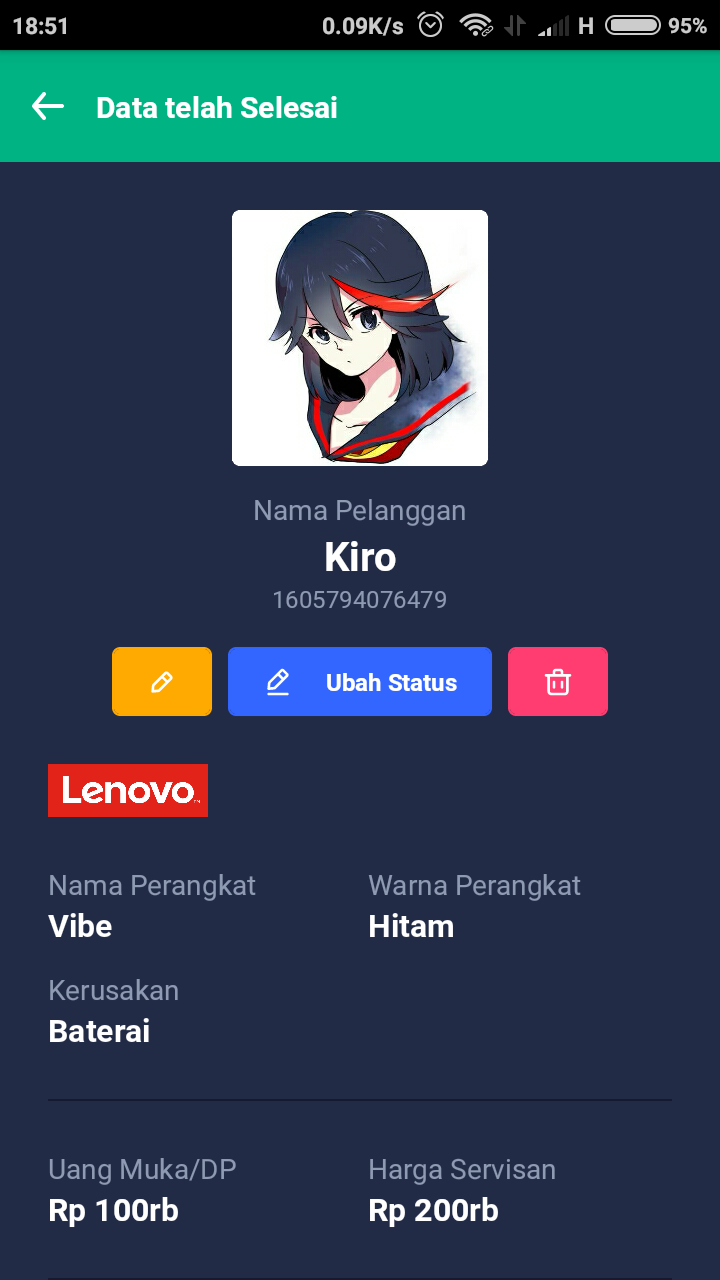 18:51 0.09K/s H 95%
Data telah Selesai
Nama Pelanggan
Kiro
1605794076479
Ubah Status
Lenovo™
Nama Perangkat Warna Perangkat
Vibe Hitam
Kerusakan
Baterai
Uang Muka/DP Harga Servisan
Rp 100rb Rp 200rb